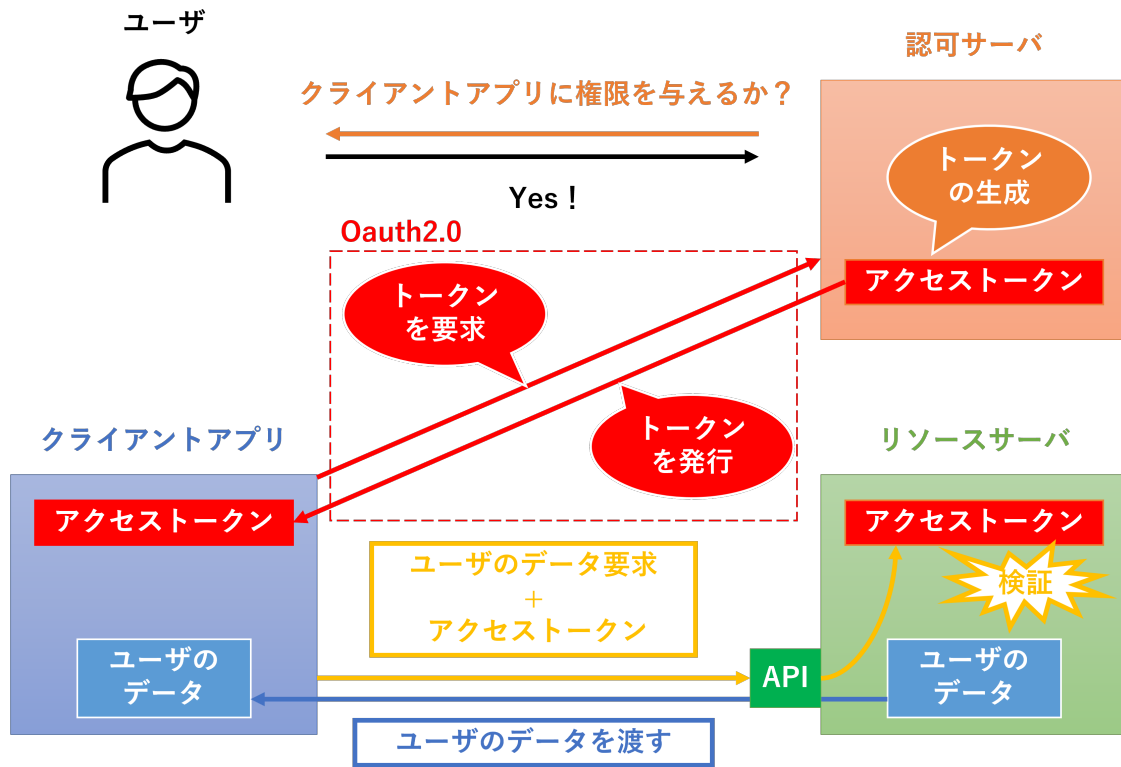 ユーザ
認可サーバ
クライアントアプリに権限を与えるか？
Yes！
トークン
の生成
アクセストークン
Oauth2.0
トークン
を要求
トークン
を発行
クライアントアプリ
リソースサーバ
アクセストークン
アクセストークン
検証
ユーザのデータ要求
+
アクセストークン
ユーザの
データ
API
ユーザの
データ
ユーザのデータを渡す